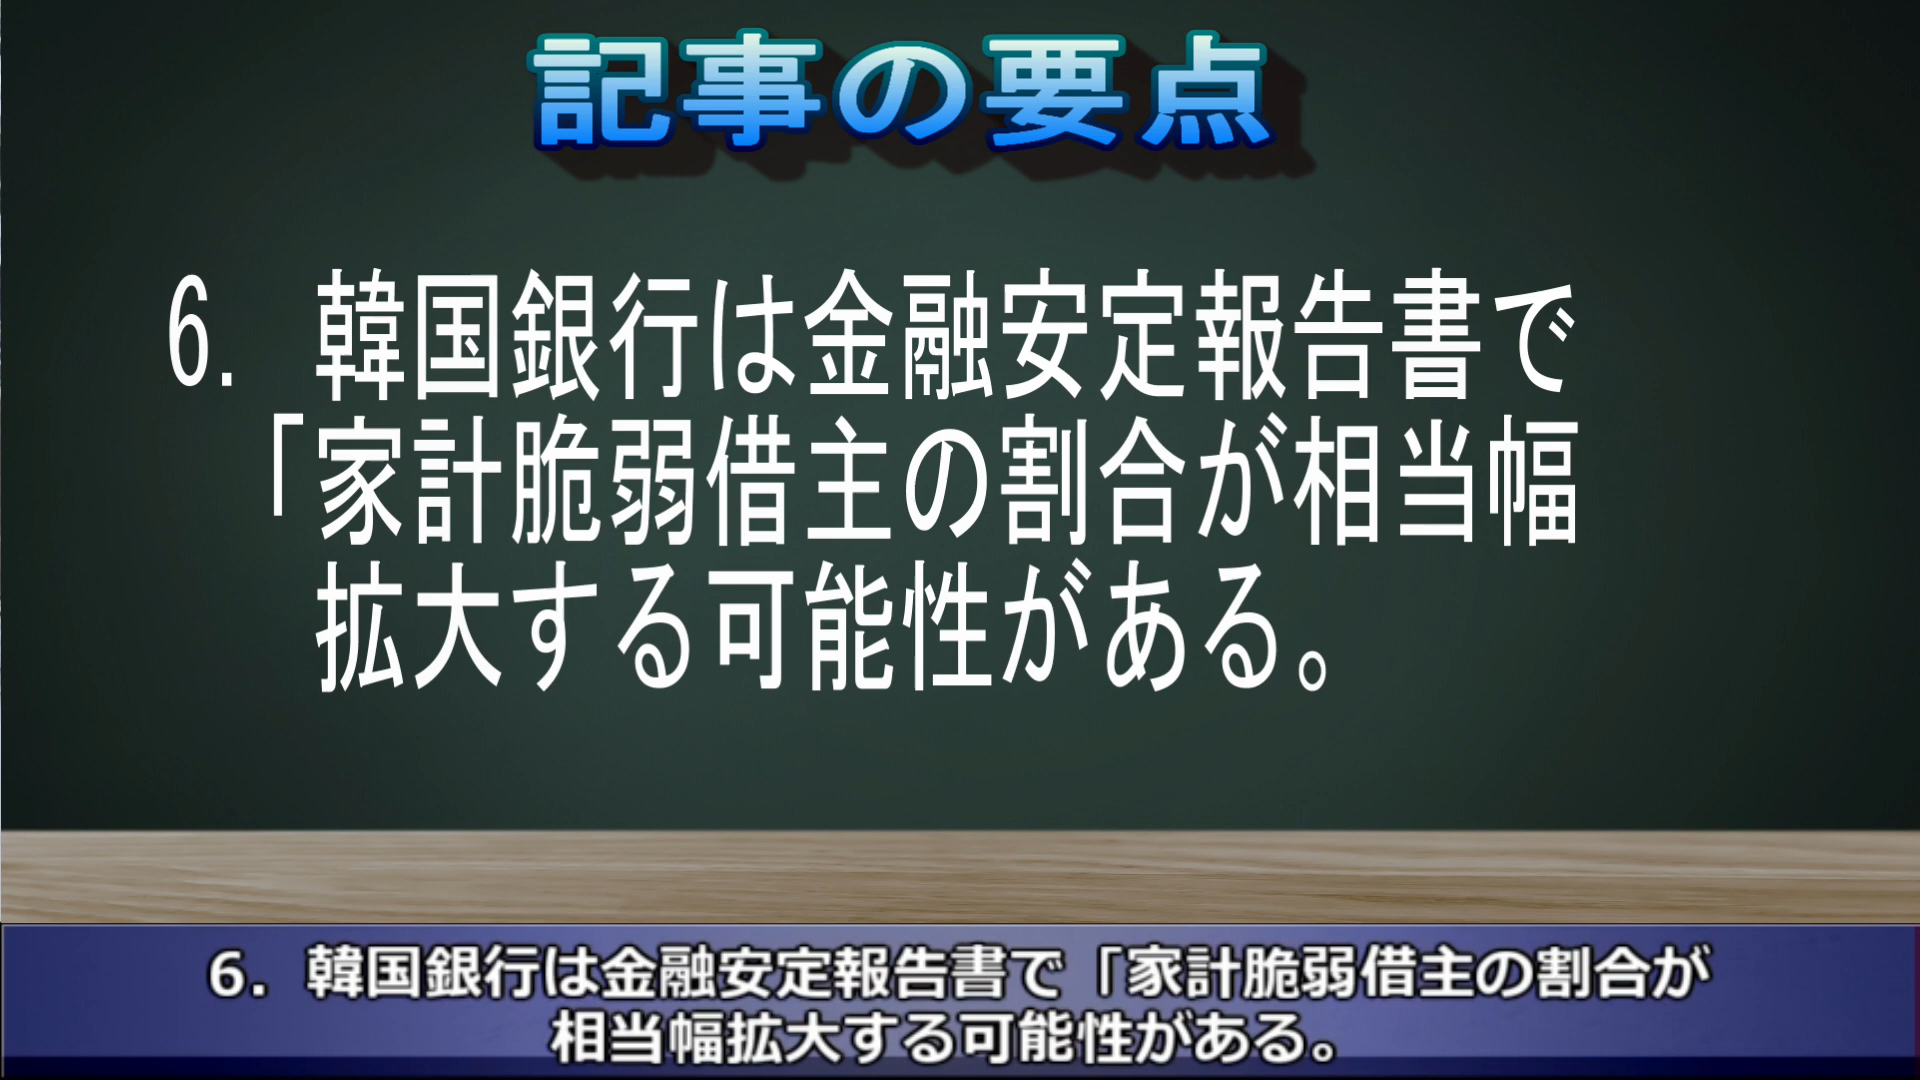 記事の要点
6. 韓国銀行は金融安定報告書で
「家計脆弱借主の割合が相当幅
拡大する可能性がある。
6. 韓国銀行は金融安定報告書で「家計脆弱借主の割合が
相当幅拡大する可能性がある。